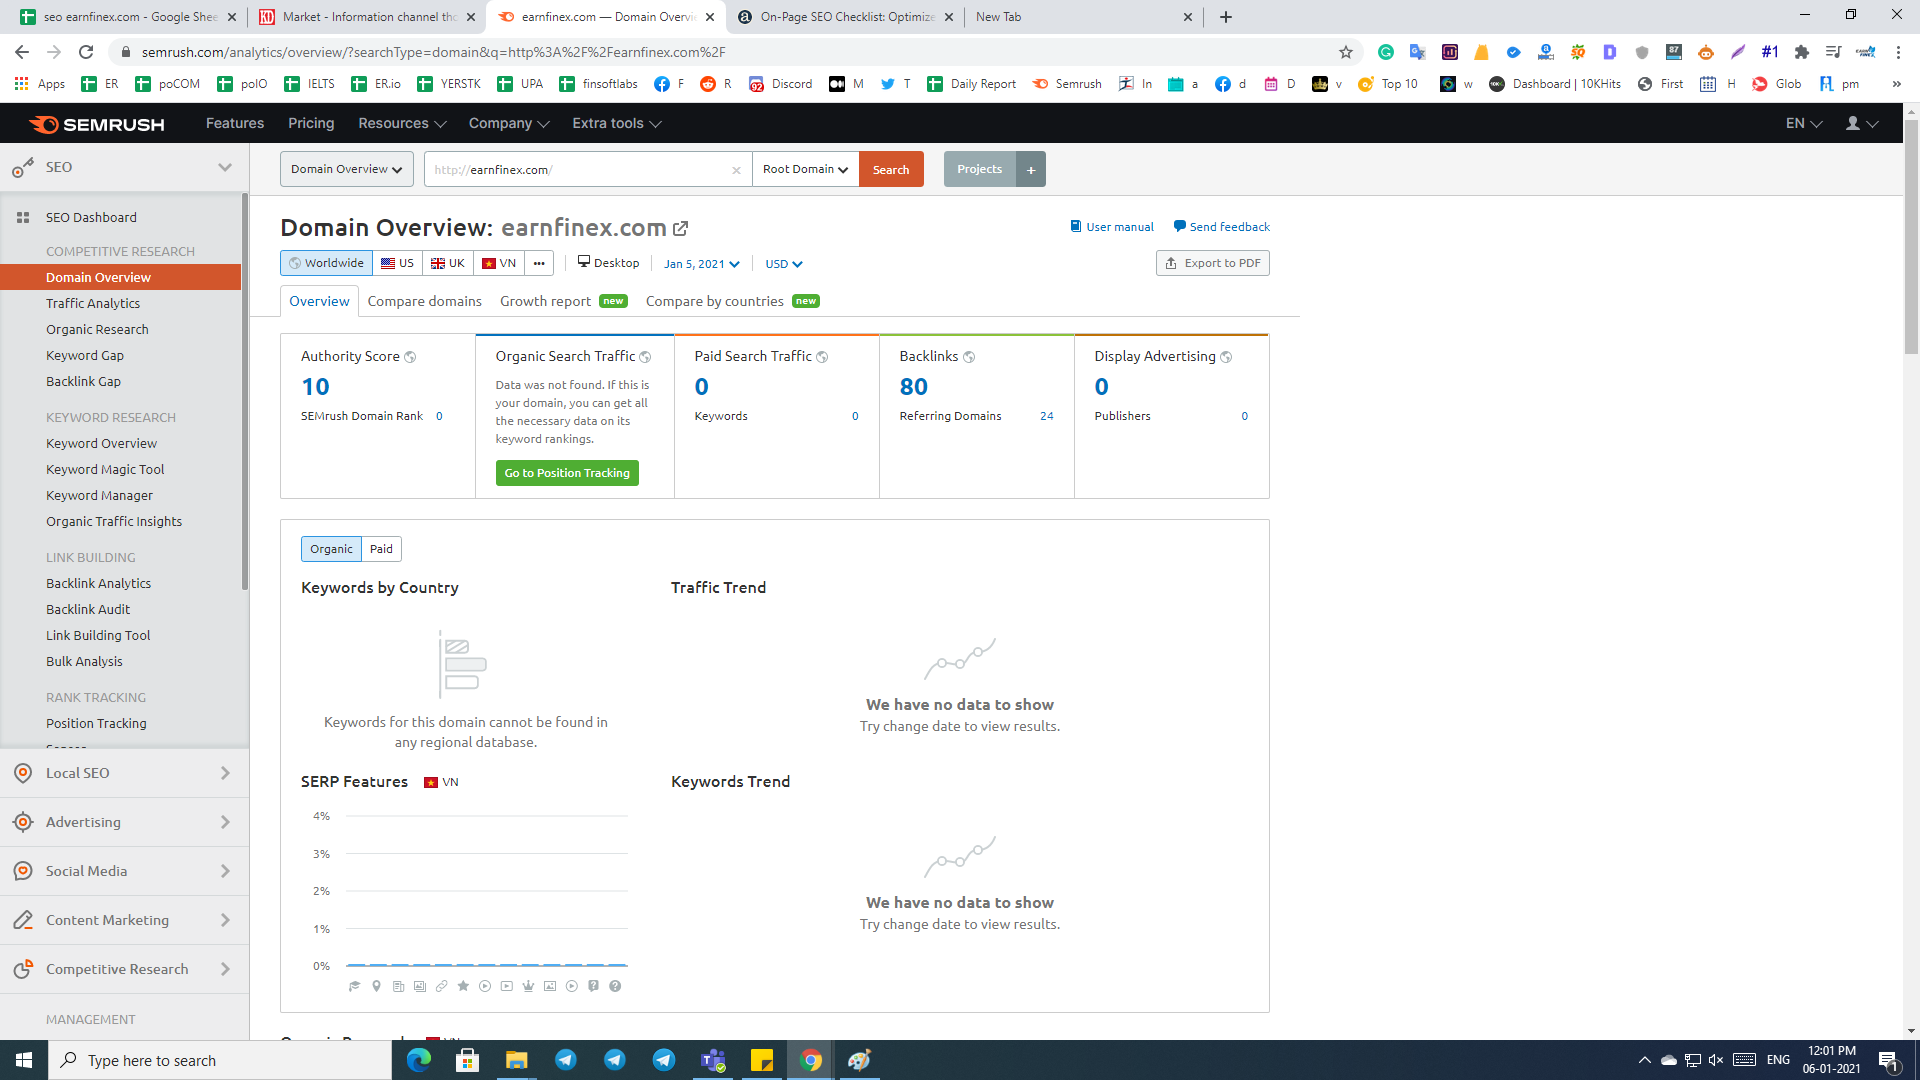 seo earnfinex.com - Google Shee
Market - Information channel tho
earnfinex.com — Domain Overvie
On-Page SEO Checklist: Optimize
New Tab
semrush.com/analytics/overview/?searchType=domain&q=http%3A%2F%2Fearnfinex.com%2F
#1
87
Apps
ER
poCOM
polO
IELTS
ER.io
YERSTK
UPA
finsoftlabs
F
R
Discord
M
T
Daily Report
Semrush
In
a
d
D
v
Top 10
w
Dashboard | 10KHits
First
H
Glob
pm
»
SEMRUSH
Features
Pricing
Resources
Company
Extra tools
EN
SEO
Domain Overview
http://earnfinex.com/
Root Domain
Search
Projects
+
SEO Dashboard
COMPETITIVE RESEARCH
Domain Overview
Traffic Analytics
Organic Research
Keyword Gap
Backlink Gap
KEYWORD RESEARCH
Keyword Overview
Keyword Magic Tool
Keyword Manager
Organic Traffic Insights
LINK BUILDING
Backlink Analytics
Backlink Audit
Link Building Tool
Bulk Analysis
RANK TRACKING
Position Tracking
Local SEO
Advertising
Social Media
Content Marketing
Competitive Research
MANAGEMENT
Domain Overview: earnfinex.com
User manual
Send feedback
Worldwide
US
UK
VN
•••
Desktop
Jan 5, 2021
USD
Export to PDF
Overview
Compare domains
Growth report new
Compare by countries new
Authority Score
10
SEMrush Domain Rank 0
Organic Search Traffic
Data was not found. If this is
your domain, you can get all
the necessary data on its
keyword rankings.
Go to Position Tracking
Paid Search Traffic
0
Keywords 0
Backlinks
80
Referring Domains 24
Display Advertising
0
Publishers 0
Organic
Paid
Keywords by Country
Keywords for this domain cannot be found in
any regional database.
Traffic Trend
We have no data to show
Try change date to view results.
SERP Features VN
4%
3%
2%
1%
0%
Keywords Trend
We have no data to show
Try change date to view results.
Type here to search
ENG
12:01 PM
06-01-2021
1